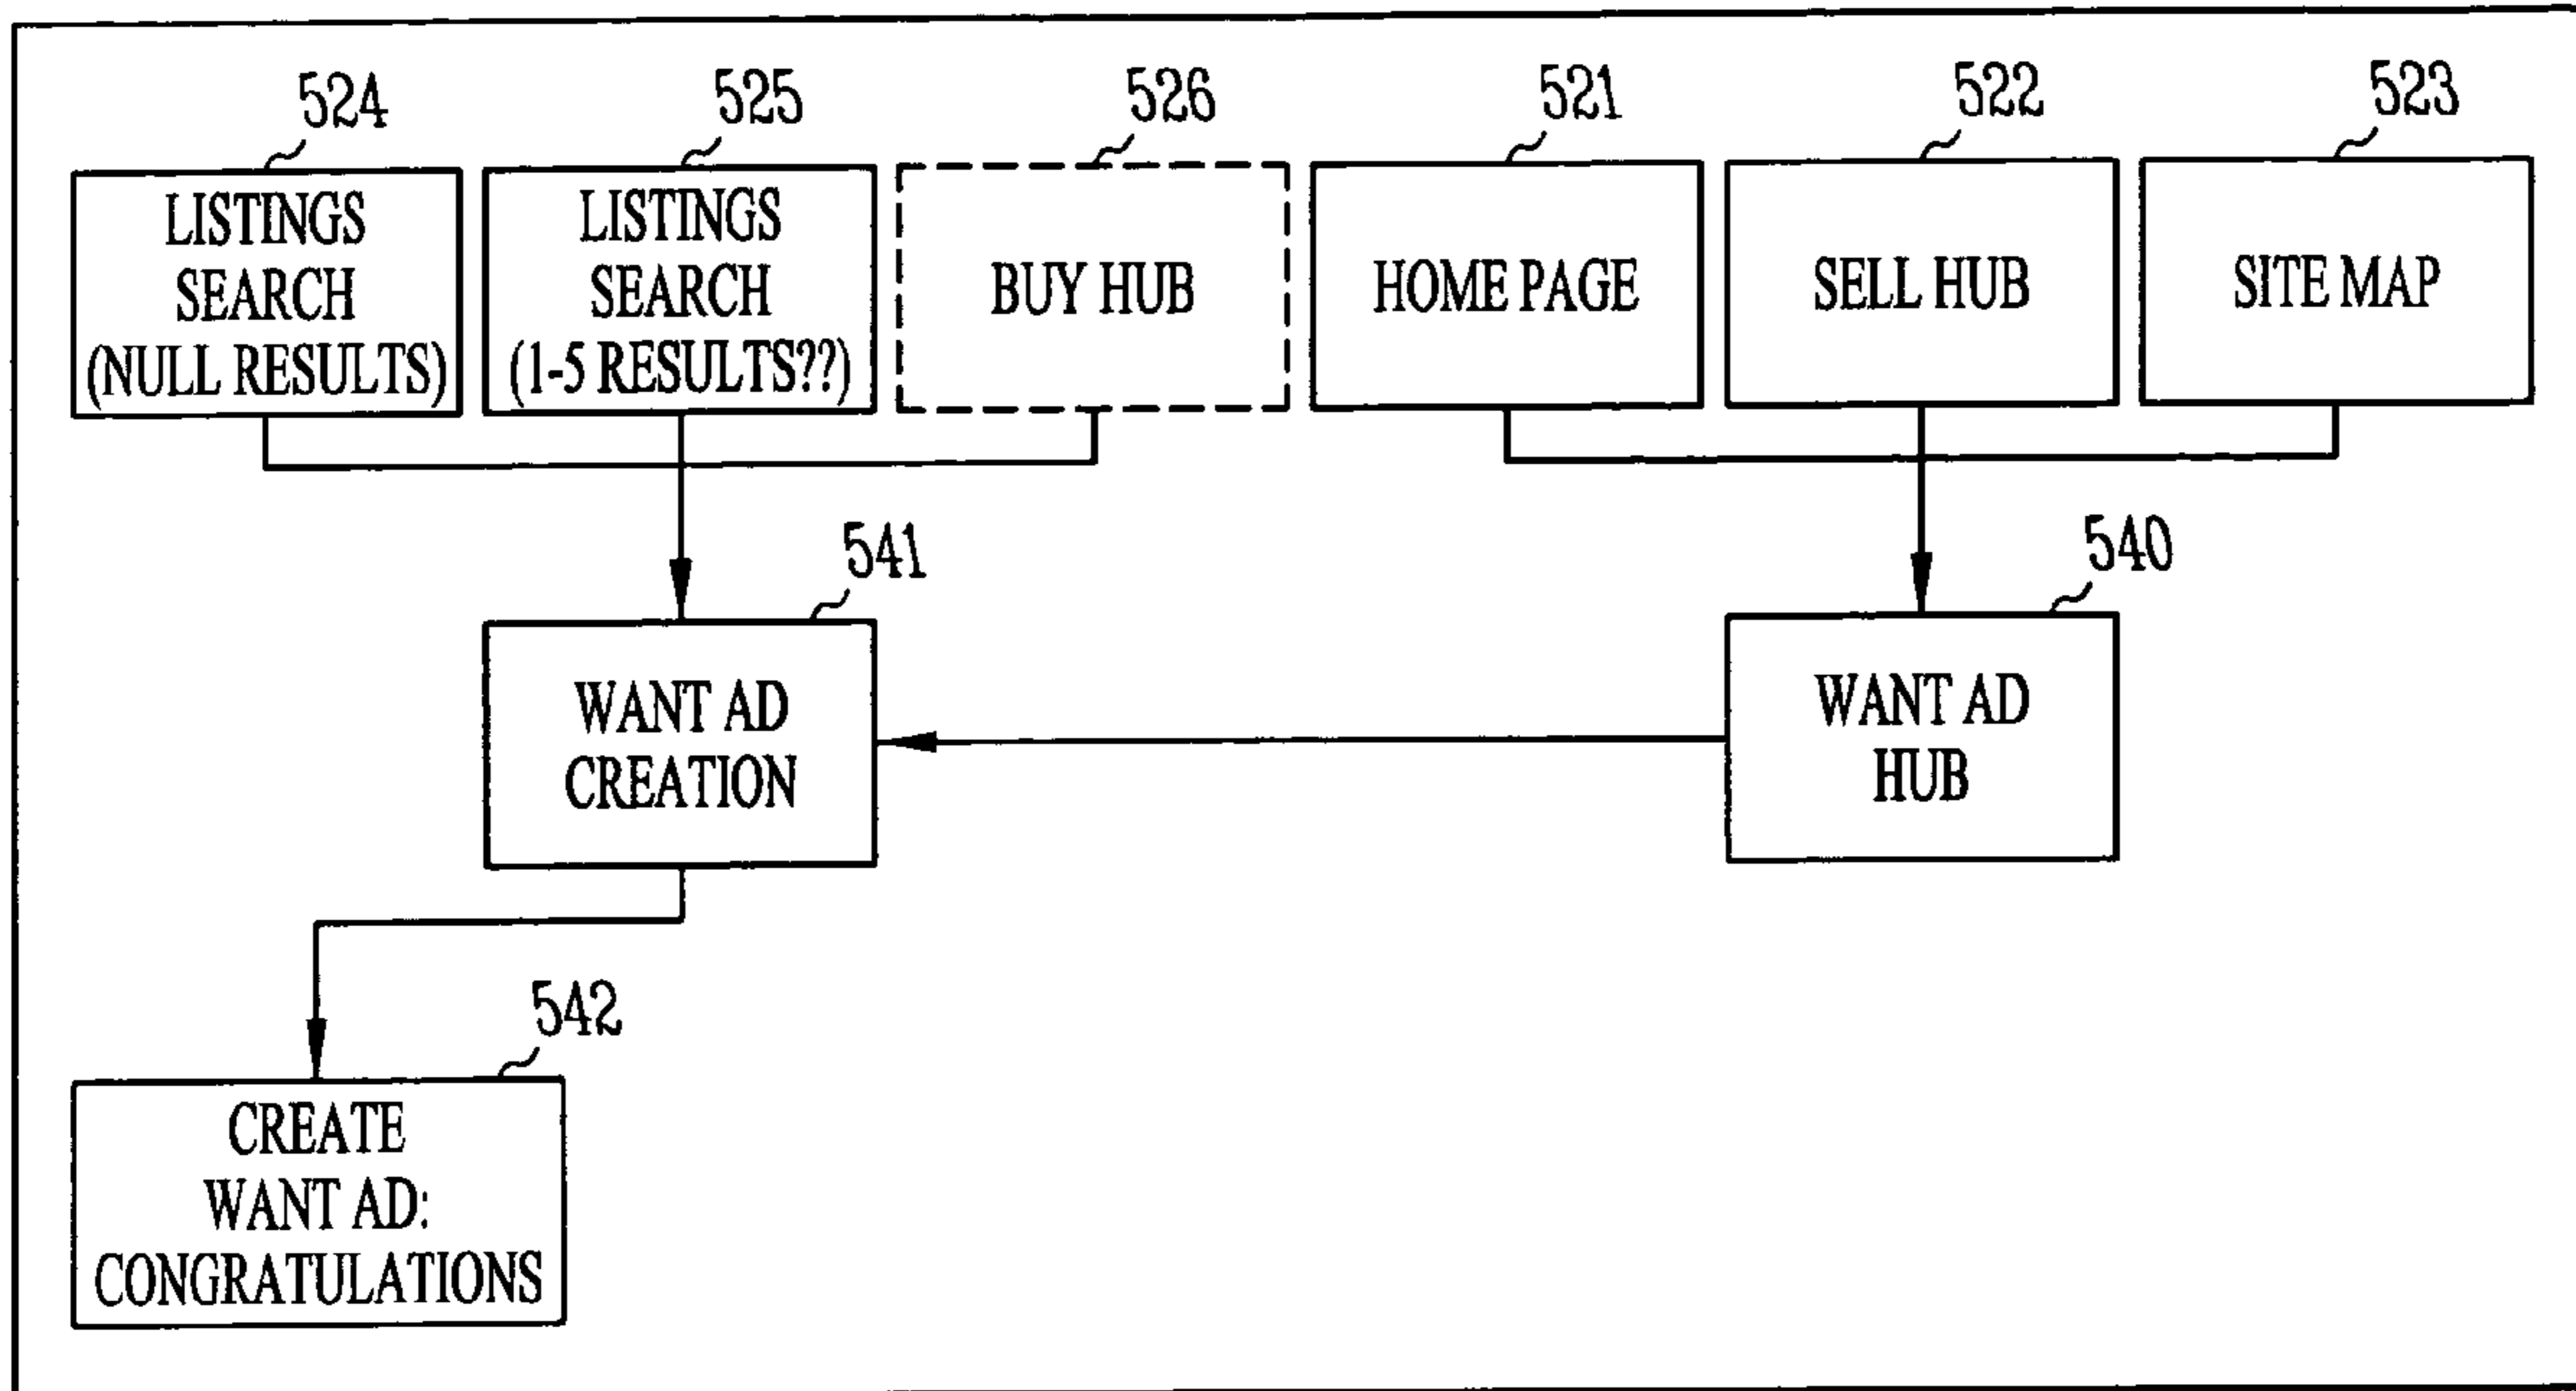 524
525
526
521
522
523
LISTINGS
SEARCH
(NULL RESULTS)
LISTINGS
SEARCH
(1-5 RESULTS??)
BUY HUB
HOME PAGE
SELL HUB
SITE MAP
541
540
WANT AD
CREATION
WANT AD
HUB
542
CREATE
WANT AD:
CONGRATULATIONS